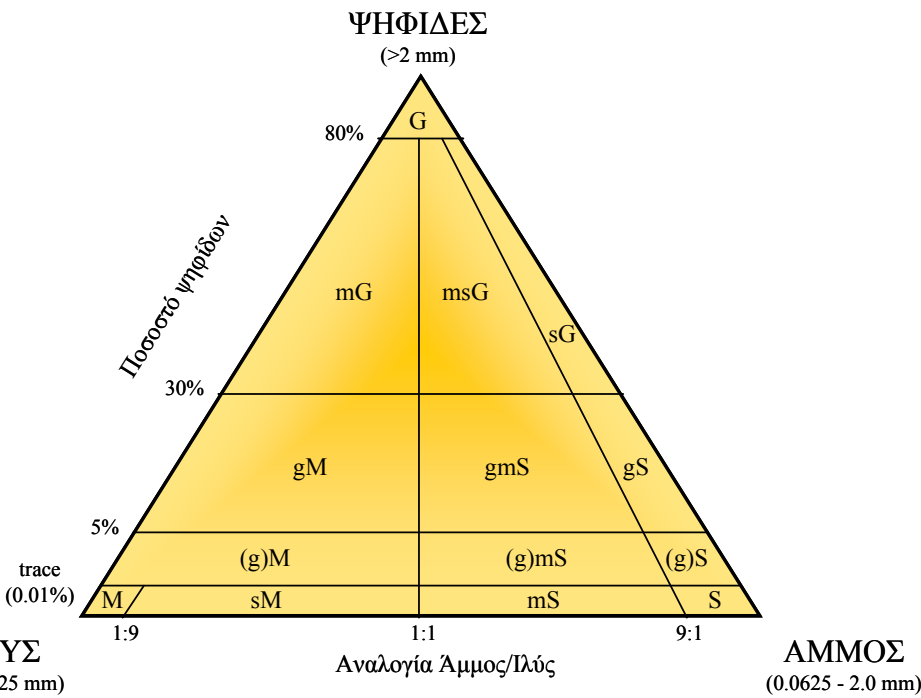 ΨΗΦΙΔΕΣ
(>2 mm)
G
80%
Ποσοστό ψηφίδων
mG
msG
sG
30%
gM
gmS
gS
5%
(g)M
(g)mS
(g)S
trace
(0.01%)
M
sM
mS
S
1:9
1:1
9:1
ΥΣ
25 mm)
Αναλογία Άμμος/Ιλύς
ΑΜΜΟΣ
(0.0625 - 2.0 mm)